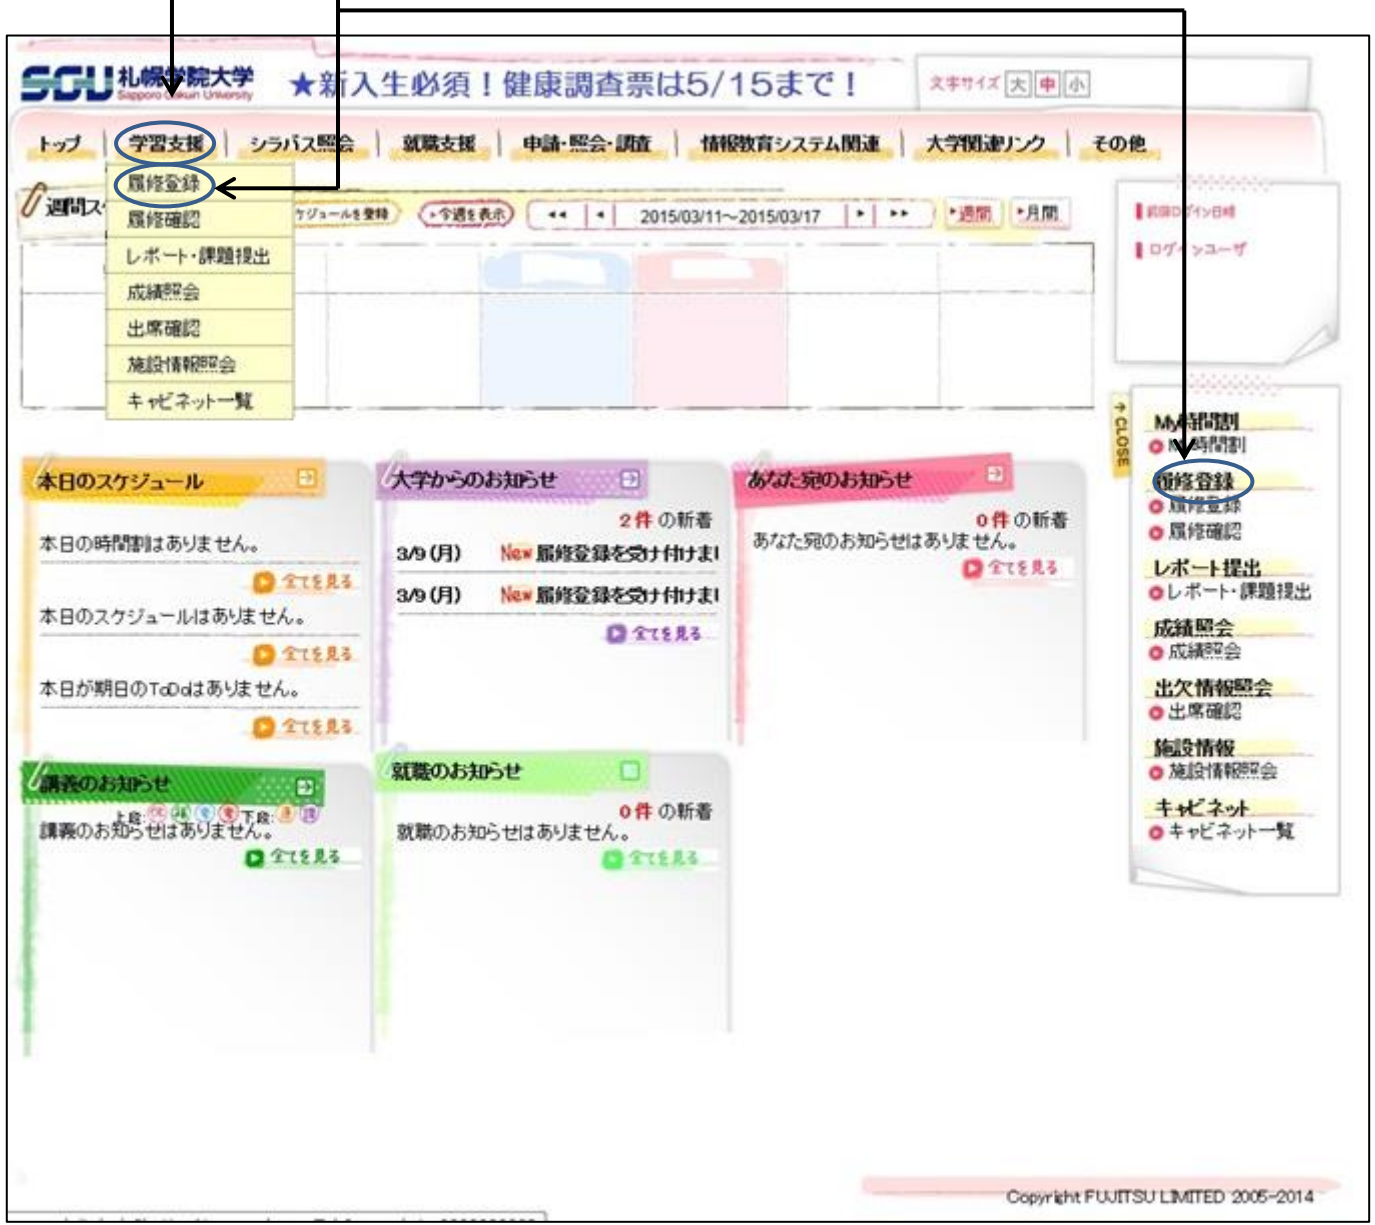 SGU 札幌学院大学
Sapporo Gakuin University
★新入生必須！健康調査票は5/15まで！
文字サイズ 大 中 小
トップ 学習支援 シラバス照会 就職支援 申請・照会・調査 情報教育システム関連 大学関連リンク その他
履修登録
履修確認
レポート・課題提出
成績照会
出席確認
施設情報照会
キャビネット一覧
週間ス
ケジュールを登録 今週を表示 2015/03/11～2015/03/17 週間 月間
前回ログイン日時
ログインユーザ
CLOSE
My時間割
My時間割
履修登録
履修登録
履修確認
レポート提出
レポート・課題提出
成績照会
成績照会
出欠情報照会
出席確認
施設情報
施設情報照会
キャビネット
キャビネット一覧
本日のスケジュール
本日の時間割はありません。
全てを見る
本日のスケジュールはありません。
全てを見る
本日が期日のToDoはありません。
全てを見る
大学からのお知らせ
2件 の新着
3/9(月) New 履修登録を受け付けま
3/9(月) New 履修登録を受け付けま
全てを見る
あなた宛のお知らせ
0件 の新着
あなた宛のお知らせはありません。
全てを見る
講義のお知らせ
上段: 下段:
講義のお知らせはありません。
全てを見る
就職のお知らせ
0件 の新着
就職のお知らせはありません。
全てを見る
Copyright FUJITSU LIMITED 2005-2014